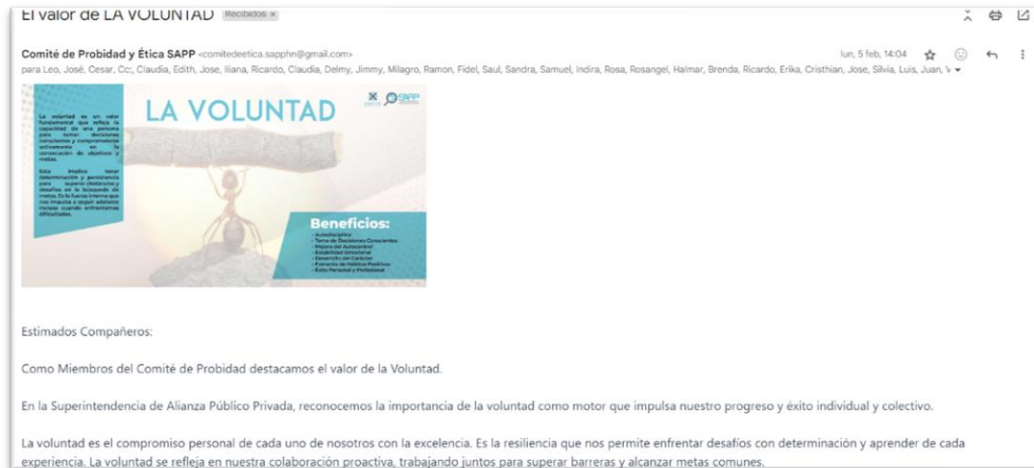 El valor de LA VOLUNTAD Recibidos ×
Comité de Probidad y Ética SAPP <comitedeetica.sapphn@gmail.com> lun, 5 feb, 14:04
para Leo, José, Cesar, Cc:, Claudia, Edith, Jose, Iliana, Ricardo, Claudia, Delmy, Jimmy, Milagro, Ramon, Fidel, Saul, Sandra, Samuel, Indira, Rosa, Rosangel, Halmar, Brenda, Ricardo, Erika, Cristhian, Jose, Silvia, Luis, Juan,
LA VOLUNTAD
SAPP
La voluntad es un valor
fundamental que refleja la
capacidad de una persona
para tomar decisiones
conscientes y comprometerse
activamente en la
consecución de objetivos y
metas.
Esta implica tener
determinación y persistencia
para superar obstáculos y
desafíos en la búsqueda de
metas. Es la fuerza interna que
nos impulsa a seguir adelante
incluso cuando enfrentamos
dificultades.
Beneficios:
- Autodisciplina
- Toma de Decisiones Conscientes
- Mejora del Autocontrol
- Estabilidad Emocional
- Desarrollo del Carácter
- Fomento de Hábitos Positivos
- Éxito Personal y Profesional
Estimados Compañeros:
Como Miembros del Comité de Probidad destacamos el valor de la Voluntad.
En la Superintendencia de Alianza Público Privada, reconocemos la importancia de la voluntad como motor que impulsa nuestro progreso y éxito individual y colectivo.
La voluntad es el compromiso personal de cada uno de nosotros con la excelencia. Es la resiliencia que nos permite enfrentar desafíos con determinación y aprender de cada
experiencia. La voluntad se refleja en nuestra colaboración proactiva, trabajando juntos para superar barreras y alcanzar metas comunes.